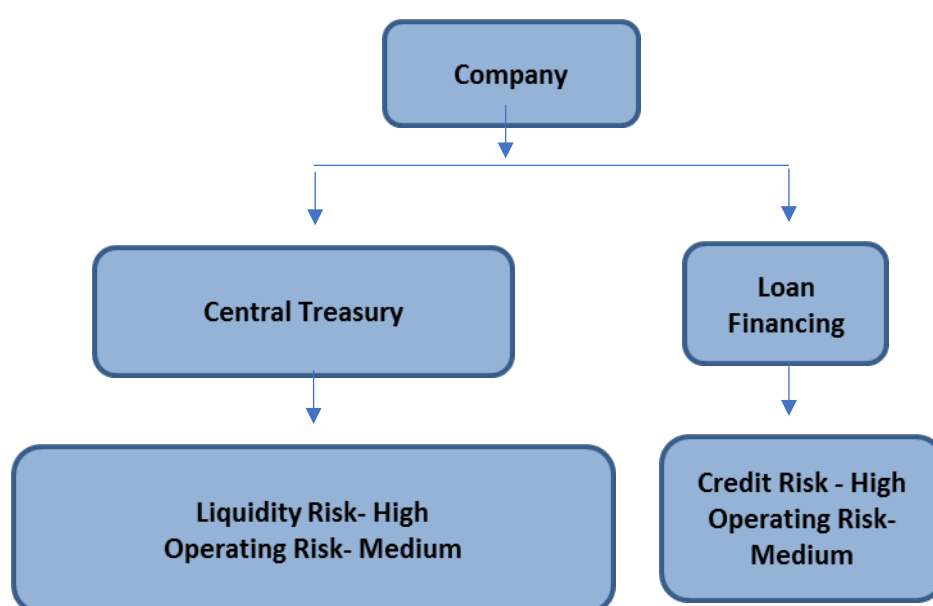 Company
Central Treasury
Loan
Financing
Liquidity Risk- High
Operating Risk- Medium
Credit Risk - High
Operating Risk-
Medium